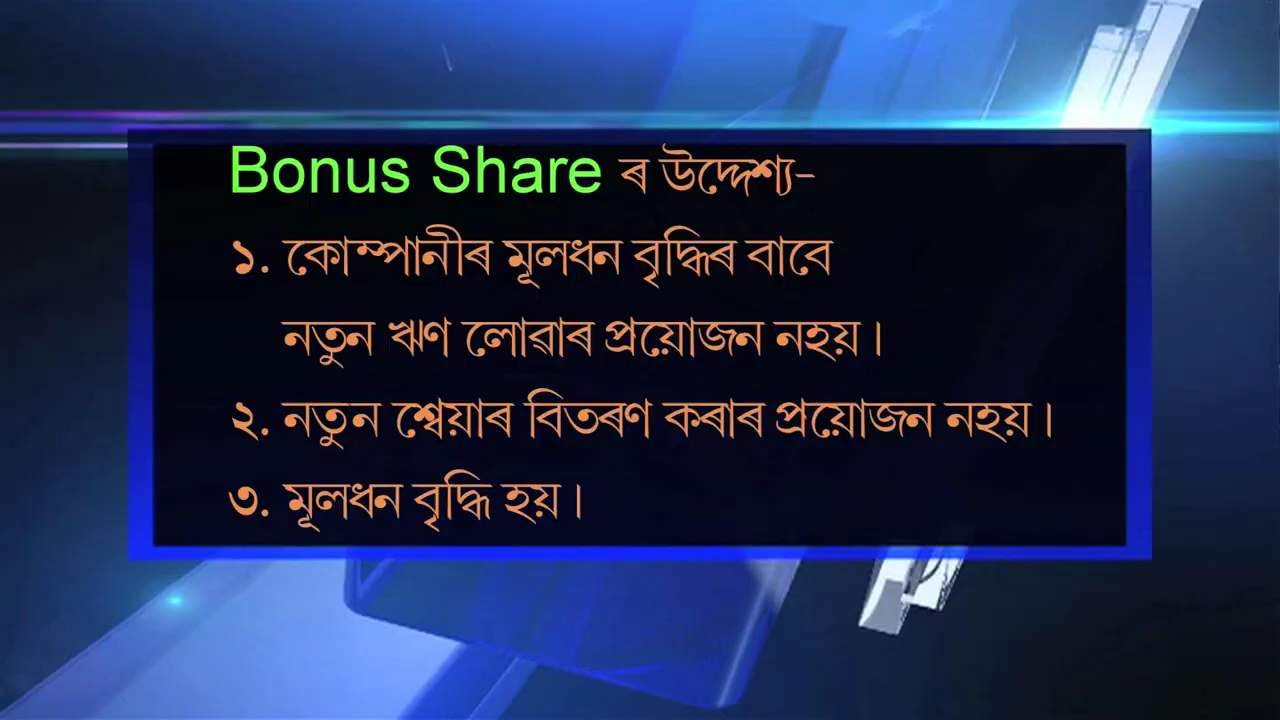 Bonus Share ৰ উদ্দেশ্য-
১. কোম্পানীৰ মূলধন বৃদ্ধিৰ বাবে
নতুন ঋণ লোৱাৰ প্ৰয়োজন নহয়।
২. নতুন শ্বেয়াৰ বিতৰণ কৰাৰ প্ৰয়োজন নহয়।
৩. মূলধন বৃদ্ধি হয়।